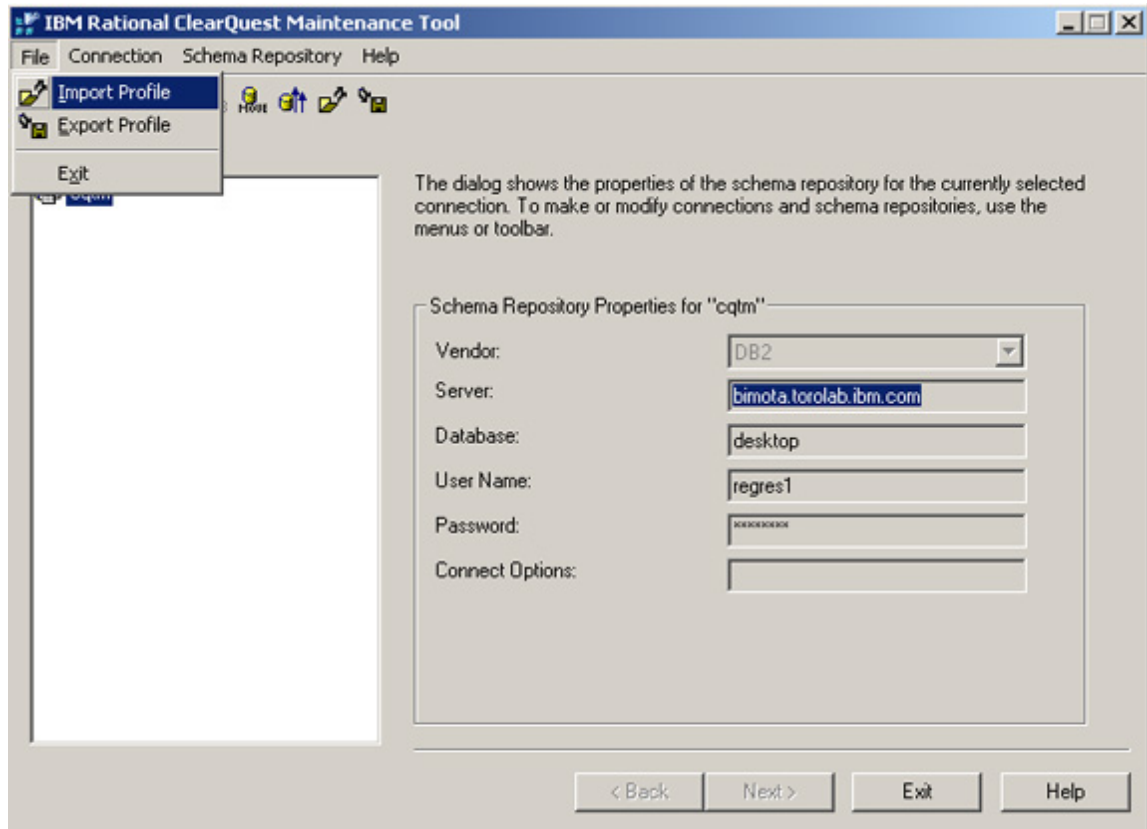 IBM Rational ClearQuest Maintenance Tool
File Connection Schema Repository Help
Import Profile
Export Profile
Exit
cqtm
The dialog shows the properties of the schema repository for the currently selected
connection. To make or modify connections and schema repositories, use the
menus or toolbar.
Schema Repository Properties for "cqtm"
Vendor: DB2
Server: bimota.torolab.ibm.com
Database: desktop
User Name: regres1
Password: ********
Connect Options:
< Back Next > Exit Help